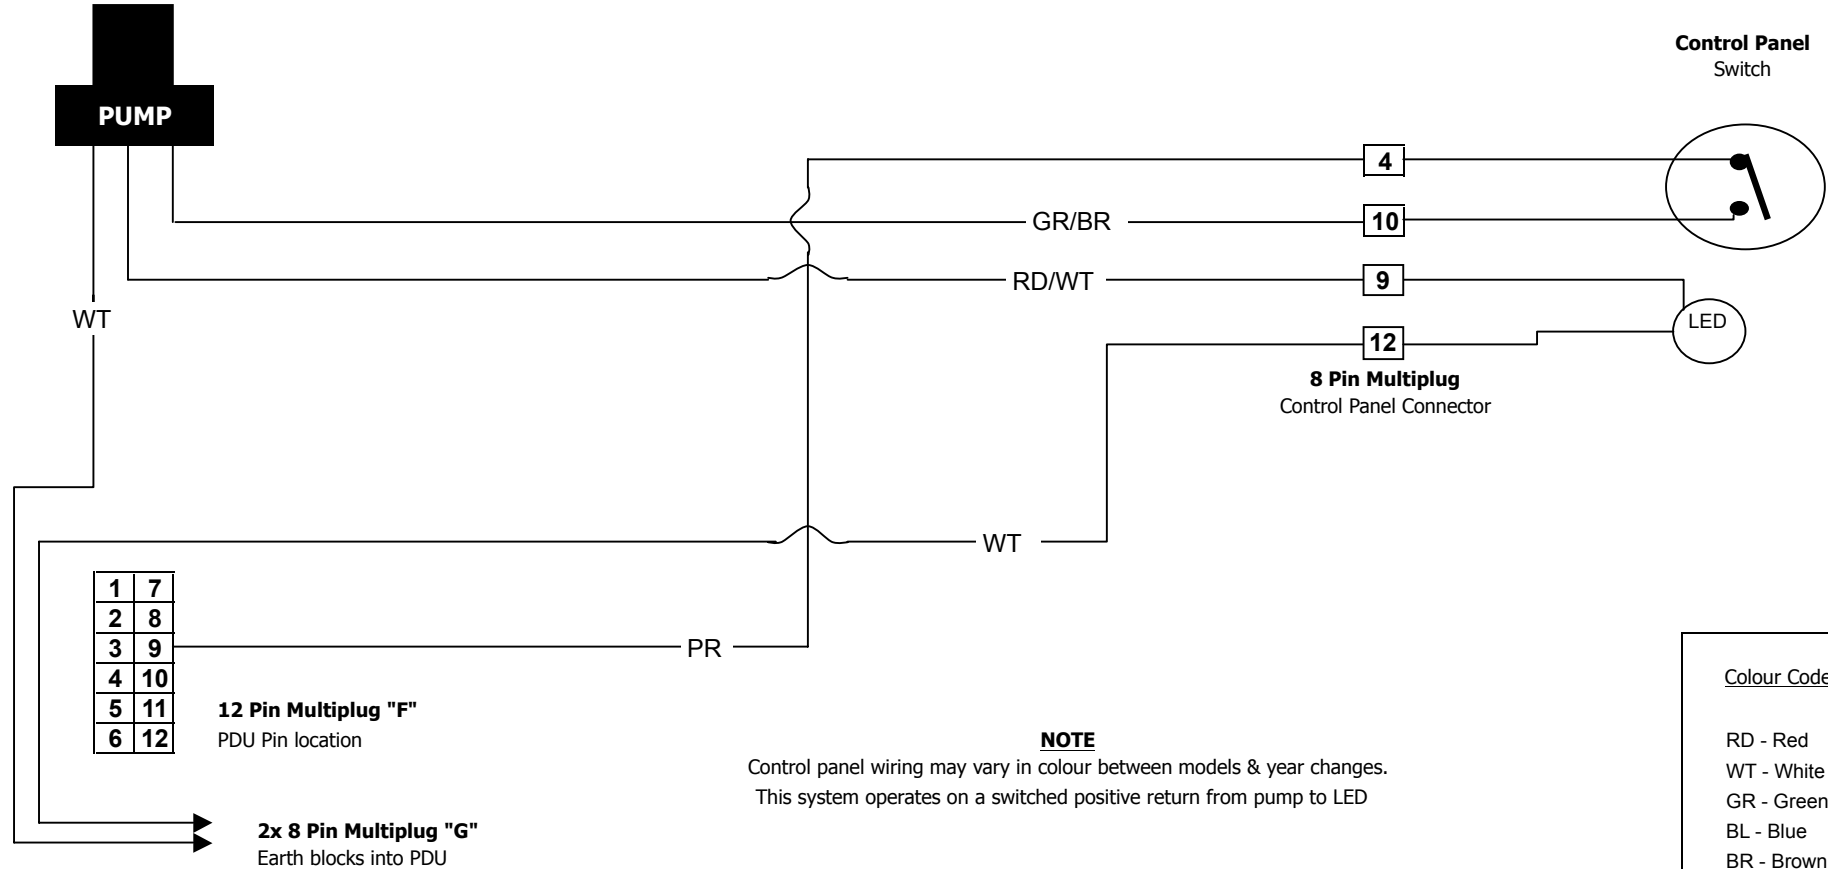 Control Panel
Switch
PUMP
4
GR/BR
10
RD/WT
9
WT
LED
12
8 Pin Multiplug
Control Panel Connector
WT
1 7
2 8
3 9
PR
4 10
5 11
6 12
12 Pin Multiplug "F"
PDU Pin location
NOTE
Control panel wiring may vary in colour between models & year changes.
This system operates on a switched positive return from pump to LED
2x 8 Pin Multiplug "G"
Earth blocks into PDU
Colour Code
RD - Red
WT - White
GR - Green
BL - Blue
BR - Brown